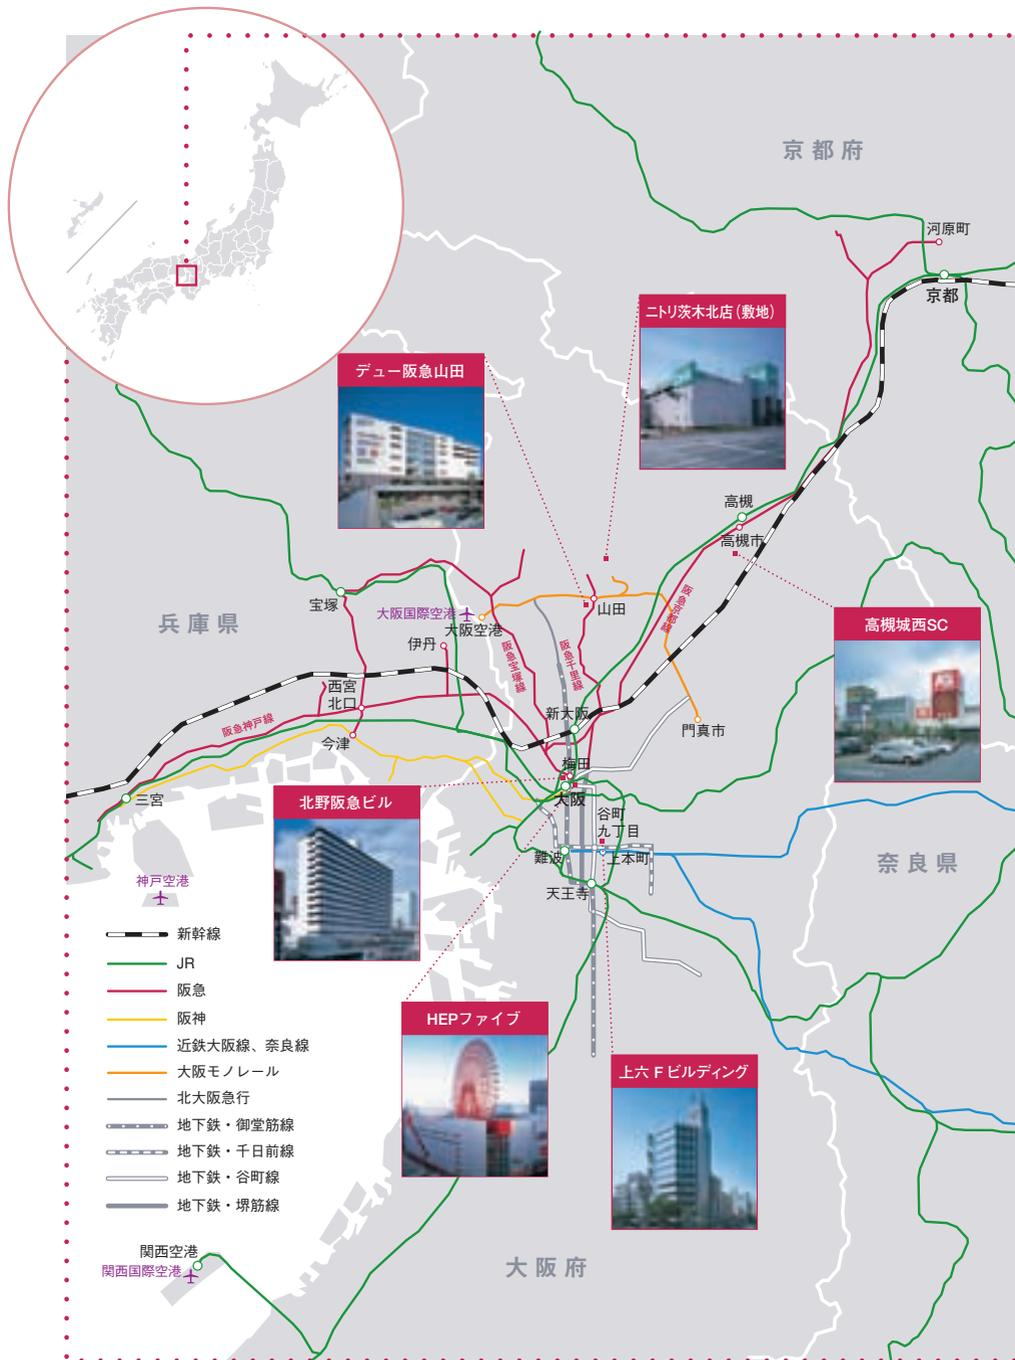 京都府
河原町
京都
ニトリ茨木北店（敷地）
デュー阪急山田
高槻
高槻市
阪急京都線
宝塚
兵庫県
大阪国際空港
大阪空港
山田
伊丹
阪急宝塚線
阪急千里線
高槻城西SC
西宮
北口
新大阪
阪急神戸線
今津
門真市
梅田
三宮
北野阪急ビル
大阪
谷町
九丁目
難波
上本町
奈良県
神戸空港
天王寺
新幹線
JR
阪急
阪神
近鉄大阪線、奈良線
大阪モノレール
北大阪急行
地下鉄・御堂筋線
地下鉄・千日前線
地下鉄・谷町線
地下鉄・堺筋線
HEPファイブ
上六 F ビルディング
関西空港
関西国際空港
大阪府